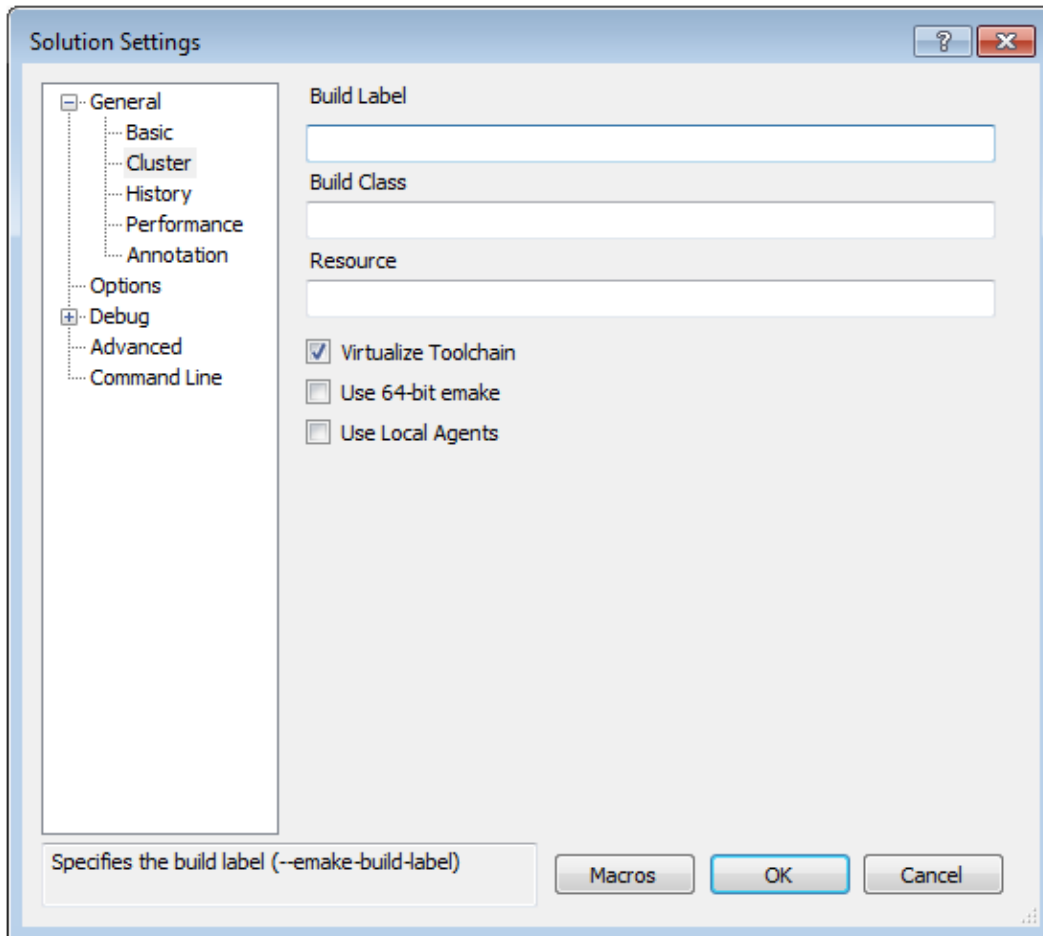 Solution Settings
General
Basic
Cluster
History
Performance
Annotation
Options
Debug
Advanced
Command Line
Build Label
Build Class
Resource
Virtualize Toolchain
Use 64-bit emake
Use Local Agents
Specifies the build label (--emake-build-label)
Macros
OK
Cancel